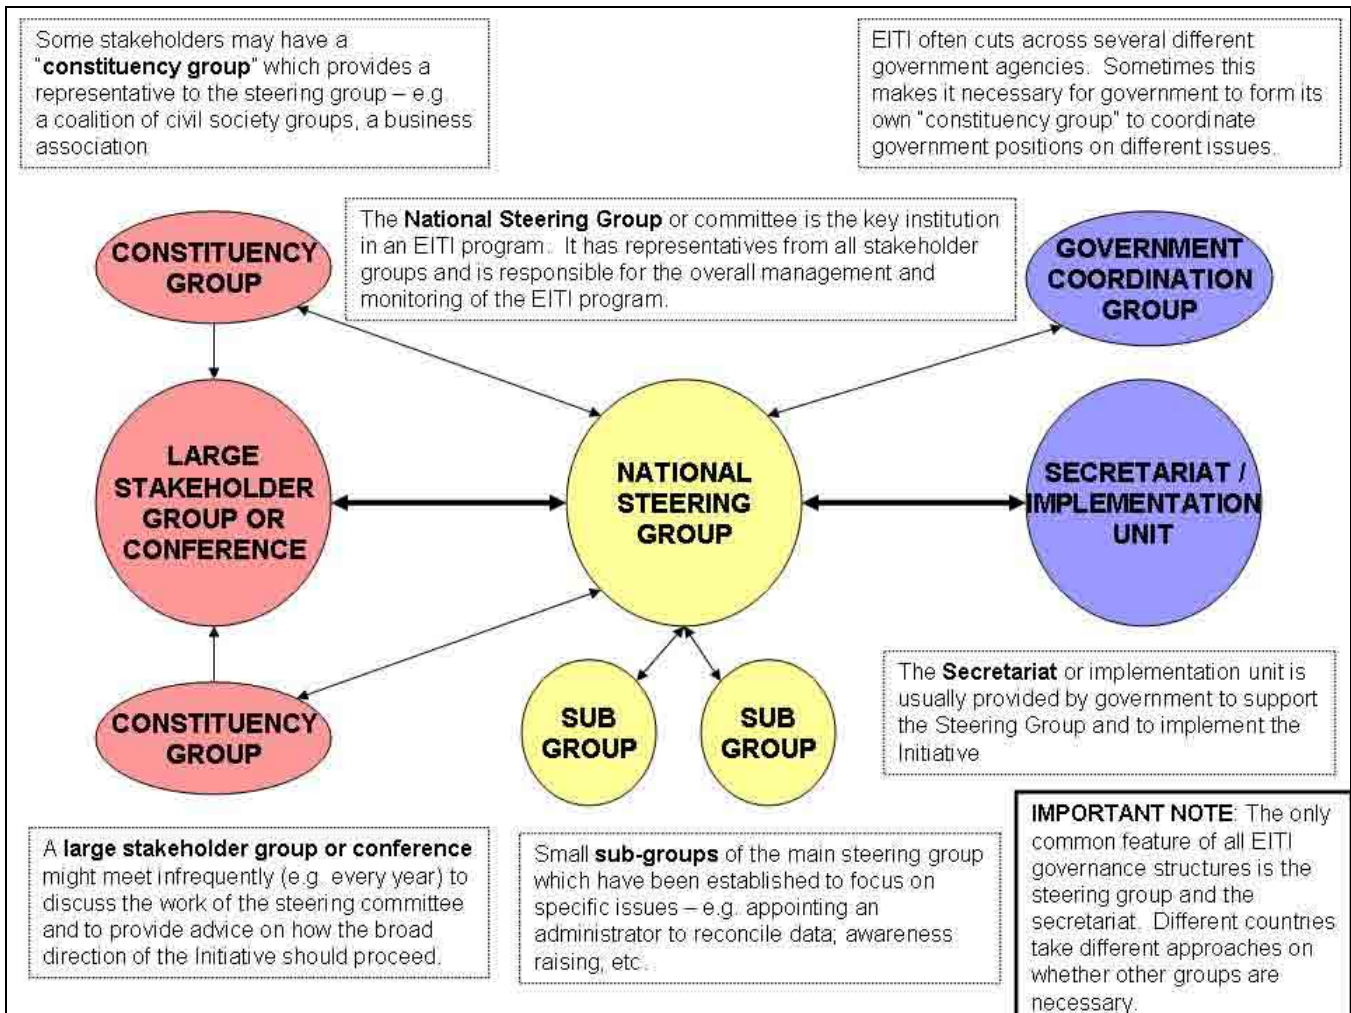 Some stakeholders may have a
"constituency group" which provides a
representative to the steering group – e.g.
a coalition of civil society groups, a business
association
EITI often cuts across several different
government agencies. Sometimes this
makes it necessary for government to form its
own "constituency group" to coordinate
government positions on different issues.
The National Steering Group or committee is the key institution
in an EITI program. It has representatives from all stakeholder
groups and is responsible for the overall management and
monitoring of the EITI program.
CONSTITUENCY
GROUP
GOVERNMENT
COORDINATION
GROUP
LARGE
STAKEHOLDER
GROUP OR
CONFERENCE
NATIONAL
STEERING
GROUP
SECRETARIAT /
IMPLEMENTATION
UNIT
CONSTITUENCY
GROUP
SUB
GROUP
SUB
GROUP
The Secretariat or implementation unit is
usually provided by government to support
the Steering Group and to implement the
Initiative
A large stakeholder group or conference
might meet infrequently (e.g. every year) to
discuss the work of the steering committee
and to provide advice on how the broad
direction of the Initiative should proceed.
Small sub-groups of the main steering group
which have been established to focus on
specific issues – e.g. appointing an
administrator to reconcile data; awareness
raising, etc.
IMPORTANT NOTE: The only
common feature of all EITI
governance structures is the
steering group and the
secretariat. Different countries
take different approaches on
whether other groups are
necessary.